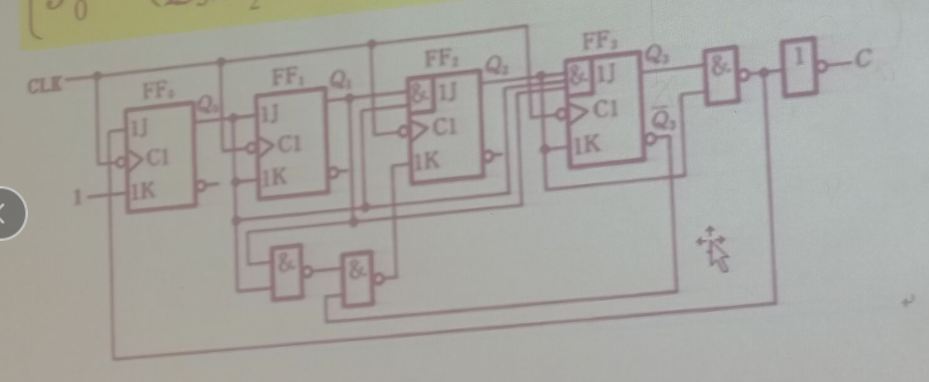 CLK
FF₀
Q₀
FF₁
Q₁
FF₂
Q₂
FF₃
Q₃
& 1
C
1J
C1
1K
1J
C1
1K
& 1J
C1
1K
& 1J
C1
1K
Q̅₃
1
&
&